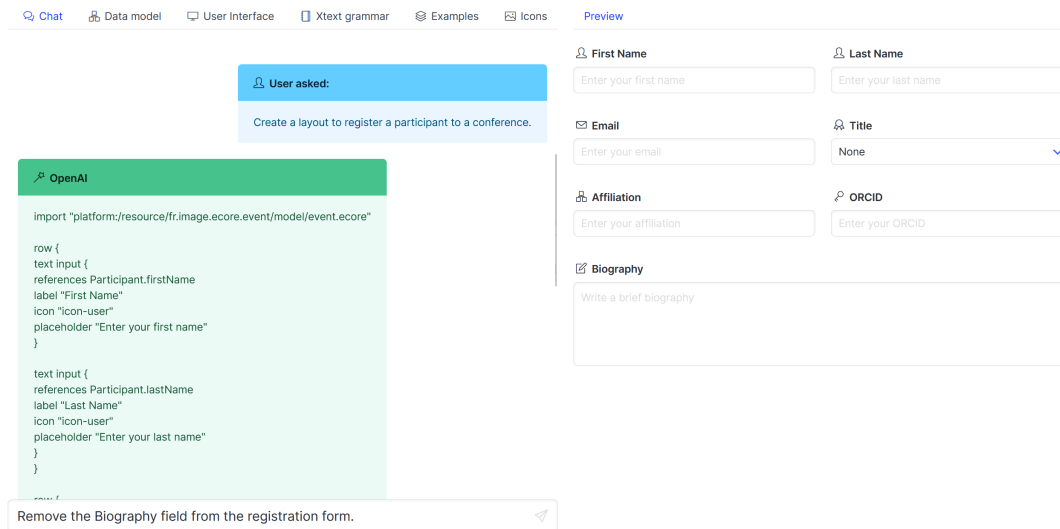 Chat Data model User Interface Xtext grammar Examples Icons
User asked:
Create a layout to register a participant to a conference.
OpenAI
import "platform:/resource/fr.image.ecore.event/model/event.ecore"
row {
text input {
references Participant.firstName
label "First Name"
icon "icon-user"
placeholder "Enter your first name"
}
text input {
references Participant.lastName
label "Last Name"
icon "icon-user"
placeholder "Enter your last name"
}
}
row {
Remove the Biography field from the registration form.
Preview
First Name Last Name
Enter your first name Enter your last name
Email Title
Enter your email None
Affiliation ORCID
Enter your affiliation Enter your ORCID
Biography
Write a brief biography